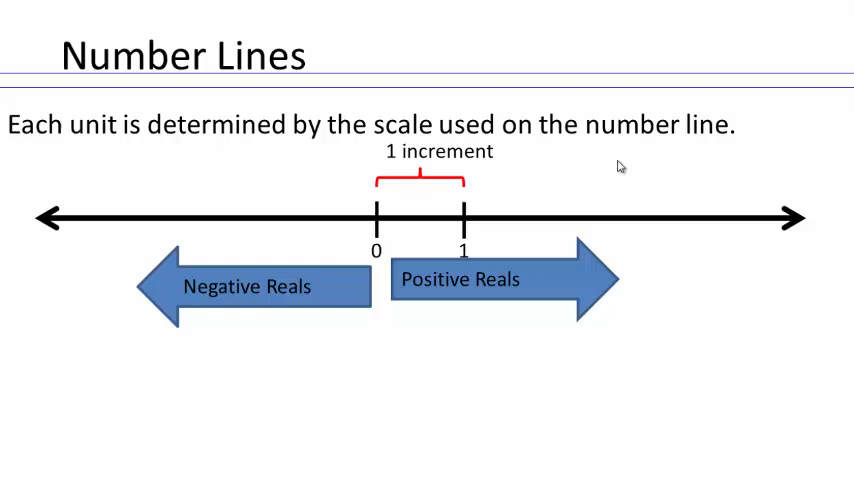 Number Lines
Each unit is determined by the scale used on the number line.
1 increment
0 1
Negative Reals
Positive Reals